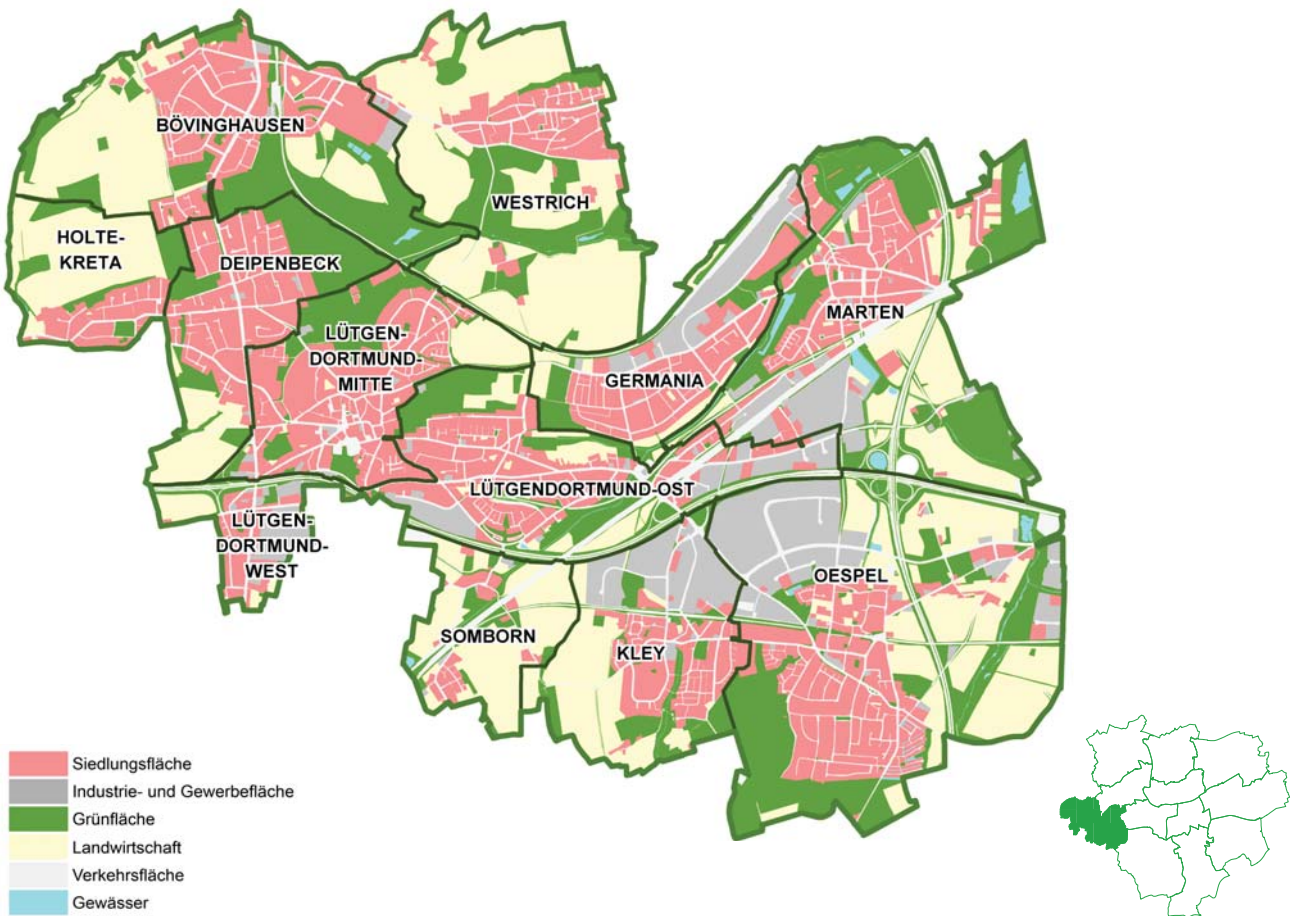 BÖVINGHAUSEN
WESTRICH
HOLTE-
KRETA
DEIPENBECK
LÜTGEN-
DORTMUND-
MITTE
GERMANIA
MARTEN
LÜTGENDORTMUND-OST
LÜTGEN-
DORTMUND-
WEST
OESPEL
SOMBORN
KLEY
Siedlungsfläche
Industrie- und Gewerbefläche
Grünfläche
Landwirtschaft
Verkehrsfläche
Gewässer